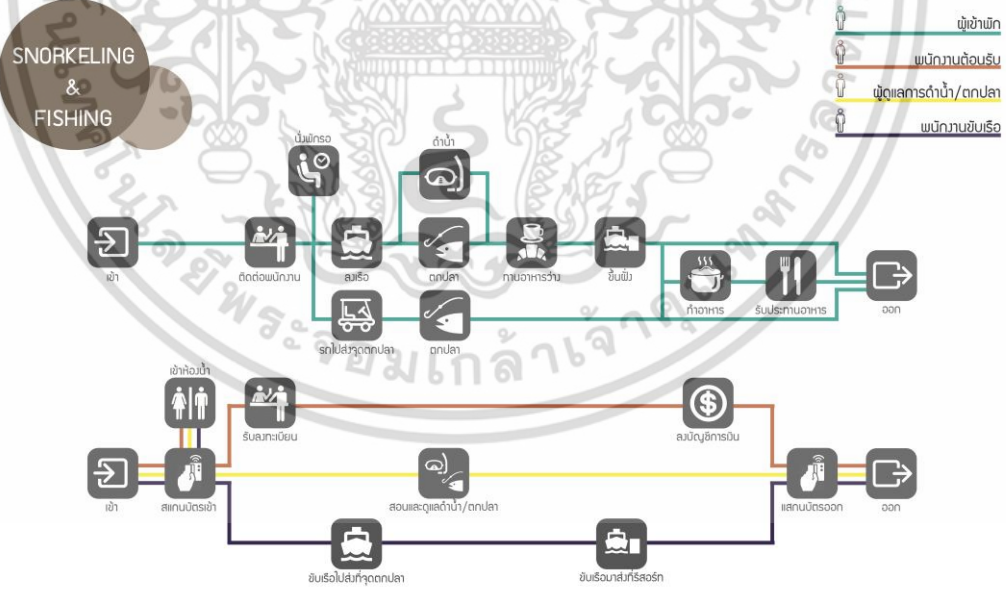 SNORKELING
&
FISHING
ผู้เข้าพัก
พนักงานต้อนรับ
ผู้ดูแลการดำน้ำ/ตกปลา
พนักงานขับเรือ
นั่งพักรอ
ดำน้ำ
เข้า
ติดต่อพนักงาน
ลงเรือ
ตกปลา
ทานอาหารว่าง
ขึ้นฝั่ง
ทำอาหาร
รับประทานอาหาร
ออก
รถไปส่งจุดตกปลา
ตกปลา
เข้าห้องน้ำ
รับลงทะเบียน
ลงบัญชีการเงิน
เข้า
สแกนบัตรเข้า
สอนและดูแลดำน้ำ/ตกปลา
แสกนบัตรออก
ออก
ขับเรือไปส่งที่จุดตกปลา
ขับเรือมาส่งที่รีสอร์ท